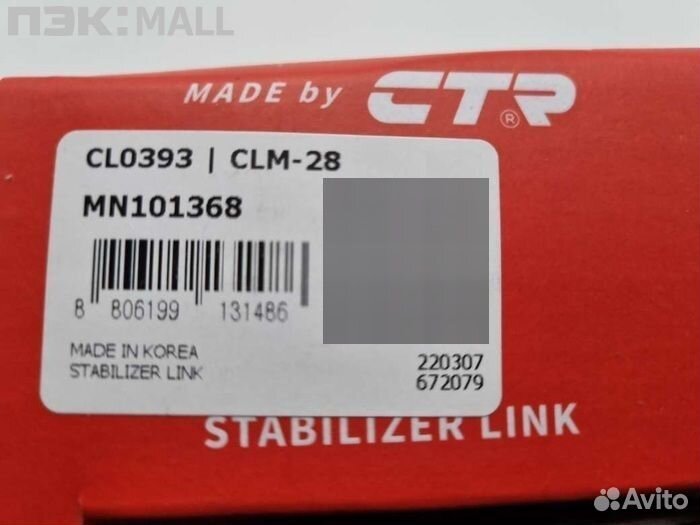 ПЭК:MALL
MADE by CTR®
CL0393 | CLM-28
MN101368
8 806199 131486
MADE IN KOREA
STABILIZER LINK
220307
672079
STABILIZER LINK
Avito